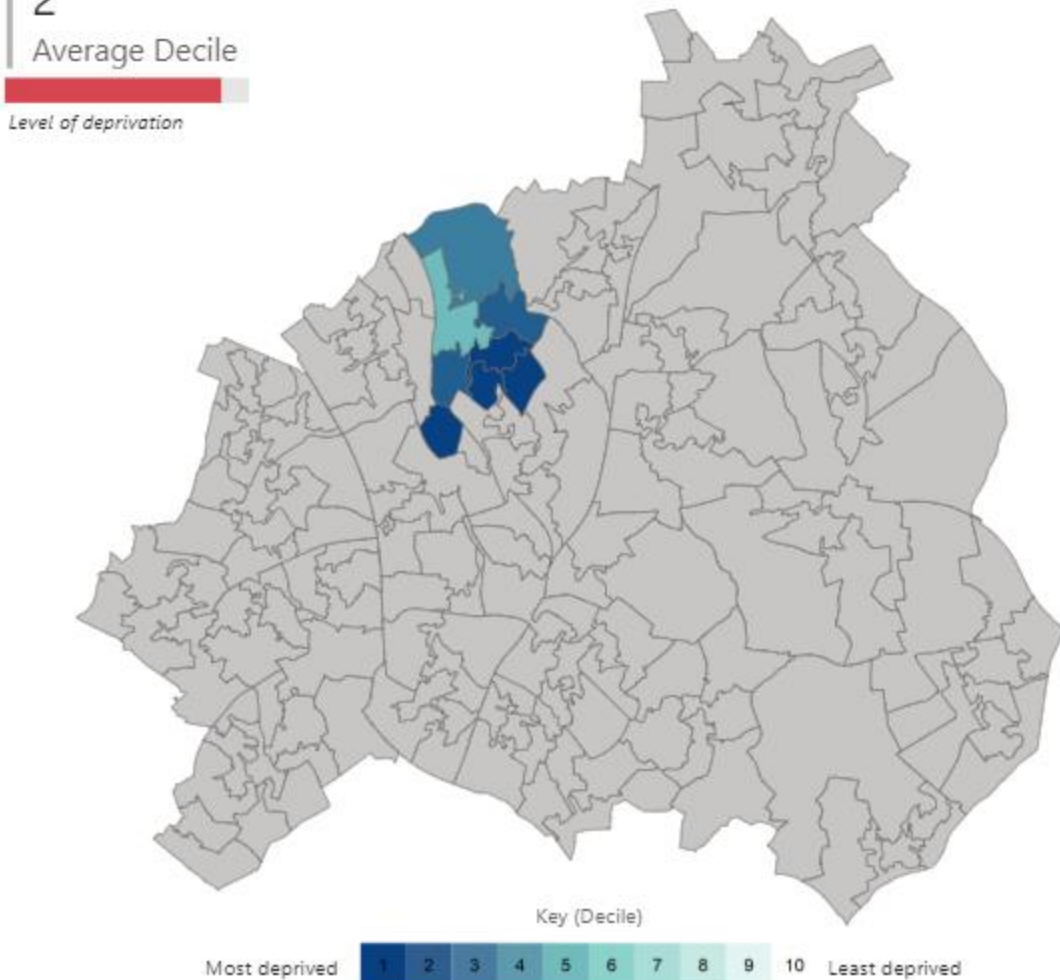 2
Average Decile
Level of deprivation
Key (Decile)
Most deprived 1 2 3 4 5 6 7 8 9 10 Least deprived